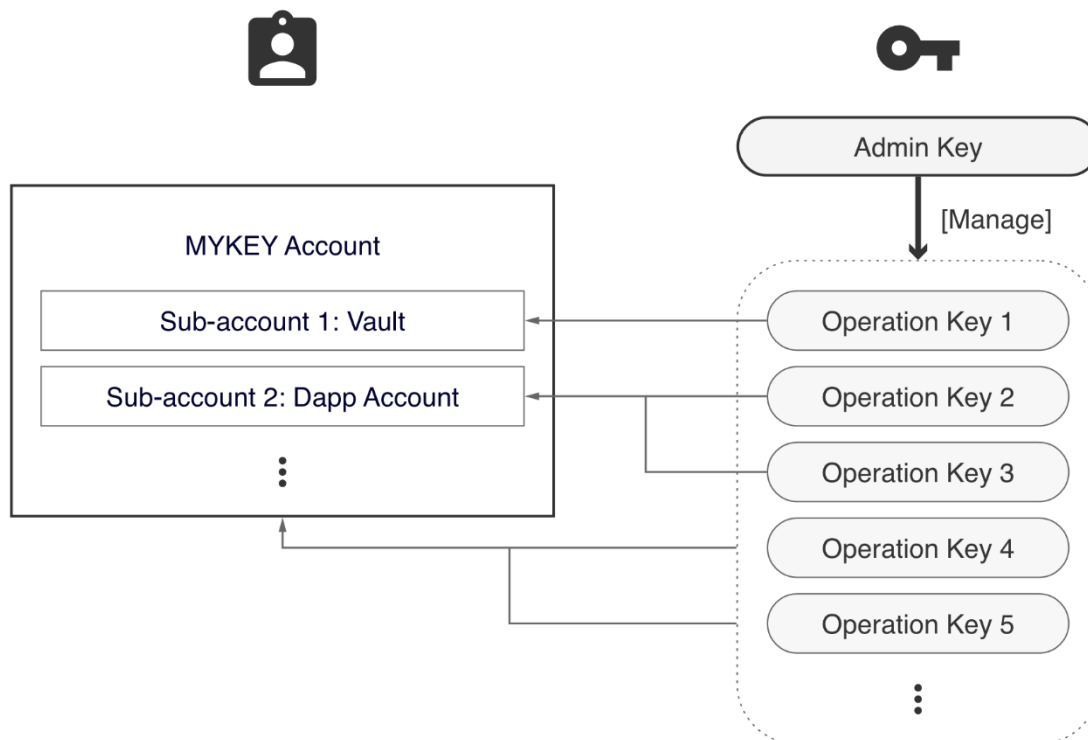 Admin Key
[Manage]
MYKEY Account
Sub-account 1: Vault
Operation Key 1
Sub-account 2: Dapp Account
Operation Key 2
Operation Key 3
Operation Key 4
Operation Key 5